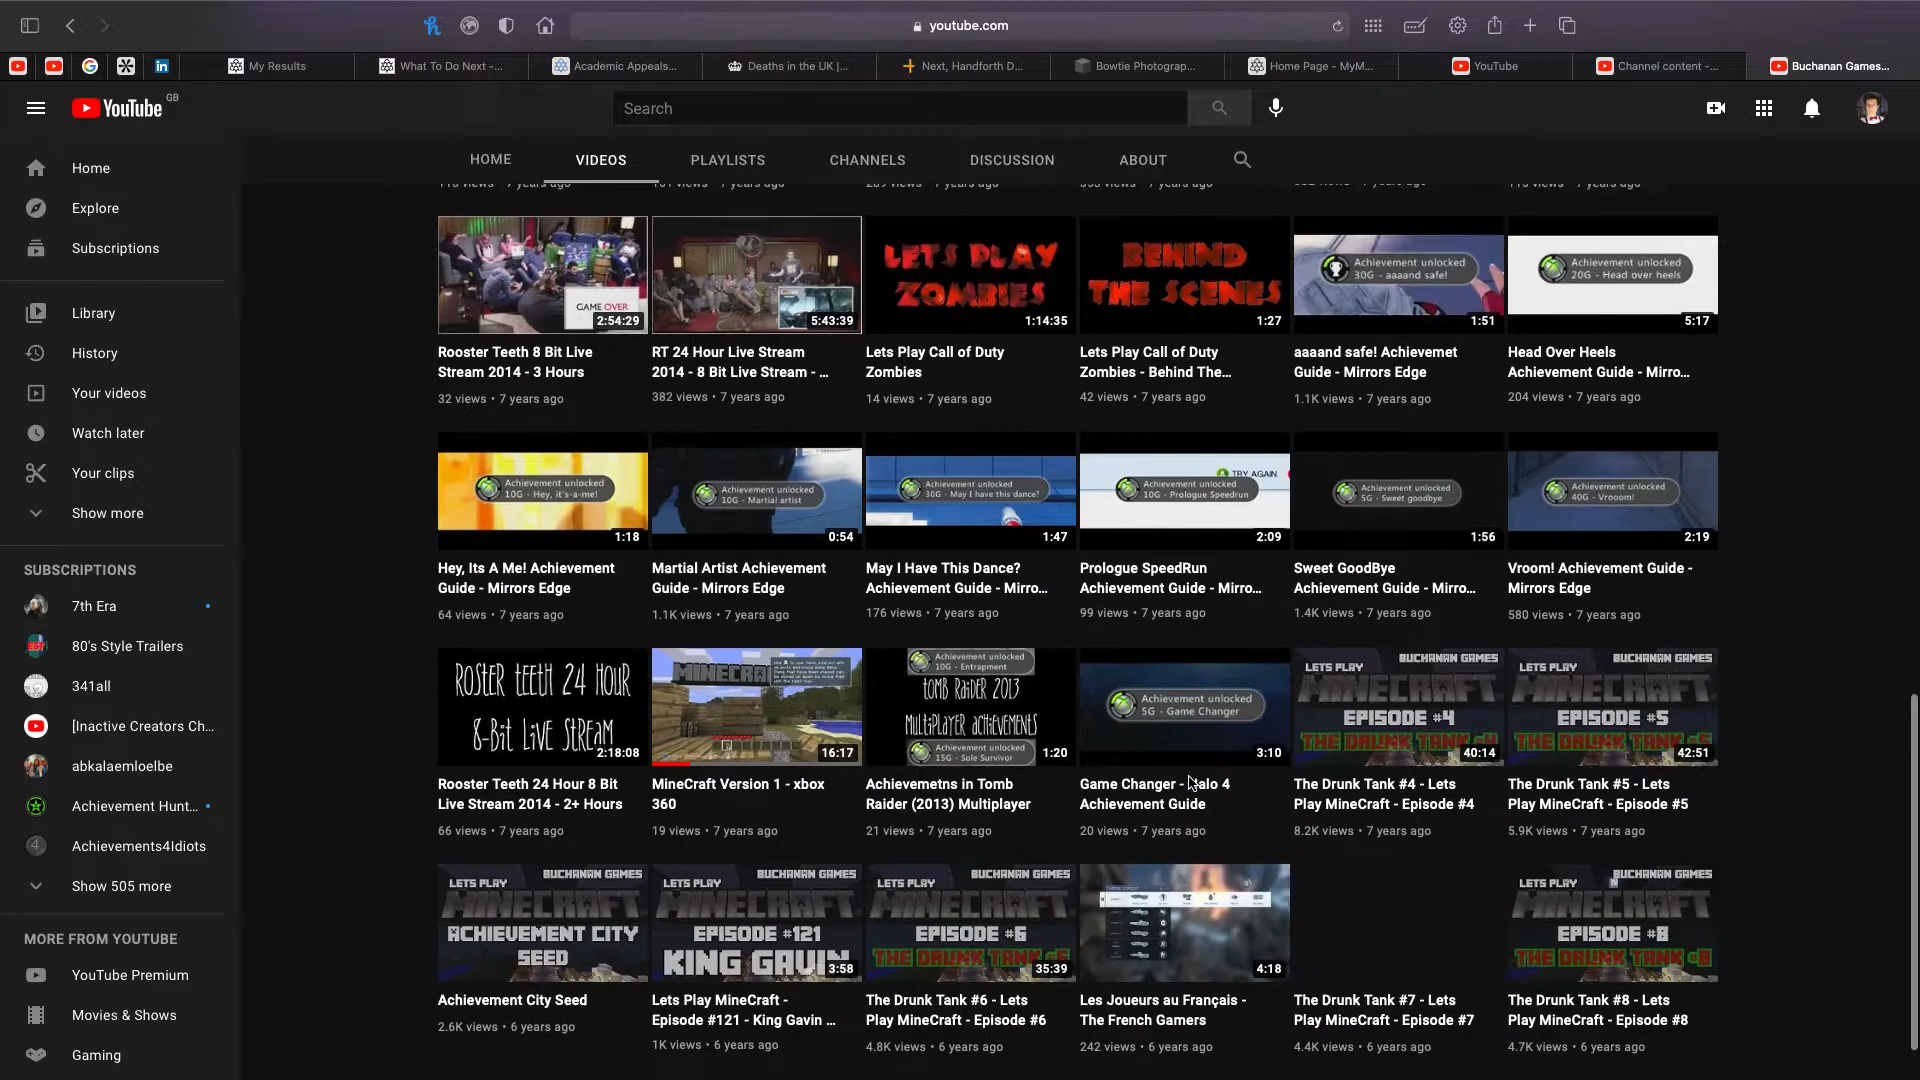 youtube.com
My Results
What To Do Next –...
Academic Appeals...
Deaths in the UK |...
Next, Handforth D...
Bowtie Photograp...
Home Page - MyM...
YouTube
Channel content -...
Buchanan Games...
YouTube GB
Search
HOME
VIDEOS
PLAYLISTS
CHANNELS
DISCUSSION
ABOUT
Home
Explore
Subscriptions
Library
History
Your videos
Watch later
Your clips
Show more
SUBSCRIPTIONS
7th Era
80's Style Trailers
341all
[Inactive Creators Ch...
abkalaemloelbe
Achievement Hunt...
Achievements4Idiots
Show 505 more
MORE FROM YOUTUBE
YouTube Premium
Movies & Shows
Gaming
GAME OVER
2:54:29
Rooster Teeth 8 Bit Live
Stream 2014 - 3 Hours
32 views • 7 years ago
5:43:39
RT 24 Hour Live Stream
2014 - 8 Bit Live Stream - ...
382 views • 7 years ago
LETS PLAY
ZOMBIES
1:14:35
Lets Play Call of Duty
Zombies
14 views • 7 years ago
BEHIND
THE SCENES
1:27
Lets Play Call of Duty
Zombies - Behind The...
42 views • 7 years ago
Achievement unlocked
30G - aaaand safe!
1:51
aaaand safe! Achievemet
Guide - Mirrors Edge
1.1K views • 7 years ago
Achievement unlocked
20G - Head over heels
5:17
Head Over Heels
Achievement Guide - Mirro...
204 views • 7 years ago
Achievement unlocked
10G - Hey, it's-a-me!
1:18
Hey, Its A Me! Achievement
Guide - Mirrors Edge
64 views • 7 years ago
Achievement unlocked
10G - Martial artist
0:54
Martial Artist Achievement
Guide - Mirrors Edge
1.1K views • 7 years ago
Achievement unlocked
30G - May I have this dance?
1:47
May I Have This Dance?
Achievement Guide - Mirro...
176 views • 7 years ago
TRY AGAIN
Achievement unlocked
10G - Prologue Speedrun
2:09
Prologue SpeedRun
Achievement Guide - Mirro...
99 views • 7 years ago
Achievement unlocked
5G - Sweet goodbye
1:56
Sweet GoodBye
Achievement Guide - Mirro...
1.4K views • 7 years ago
Achievement unlocked
40G - Vrooom!
2:19
Vroom! Achievement Guide -
Mirrors Edge
580 views • 7 years ago
ROSTER TEETH 24 HOUR
8-Bit LIVE STREAM
2:18:08
Rooster Teeth 24 Hour 8 Bit
Live Stream 2014 - 2+ Hours
66 views • 7 years ago
16:17
MineCraft Version 1 - xbox
360
19 views • 7 years ago
Achievement unlocked
10G - Entrapment
TOMB RAIDER 2013
MULTIPLAYER ACHIEVEMENTS
Achievement unlocked
15G - Sole Survivor
1:20
Achievemetns in Tomb
Raider (2013) Multiplayer
21 views • 7 years ago
Achievement unlocked
5G - Game Changer
3:10
Game Changer - Halo 4
Achievement Guide
20 views • 7 years ago
LETS PLAY BUCHANAN GAMES
MINECRAFT
EPISODE #4
THE DRUNK TANK #4
40:14
The Drunk Tank #4 - Lets
Play MineCraft - Episode #4
8.2K views • 7 years ago
LETS PLAY BUCHANAN GAMES
MINECRAFT
EPISODE #5
THE DRUNK TANK #5
42:51
The Drunk Tank #5 - Lets
Play MineCraft - Episode #5
5.9K views • 7 years ago
LETS PLAY BUCHANAN GAMES
MINECRAFT
ACHIEVEMENT CITY
SEED
Achievement City Seed
2.6K views • 6 years ago
LETS PLAY BUCHANAN GAMES
MINECRAFT
EPISODE #121
KING GAVIN
3:58
Lets Play MineCraft -
Episode #121 - King Gavin ...
1K views • 6 years ago
LETS PLAY BUCHANAN GAMES
MINECRAFT
EPISODE #6
THE DRUNK TANK #6
35:39
The Drunk Tank #6 - Lets
Play MineCraft - Episode #6
4.8K views • 6 years ago
4:18
Les Joueurs au Français -
The French Gamers
242 views • 6 years ago
The Drunk Tank #7 - Lets
Play MineCraft - Episode #7
4.4K views • 6 years ago
LETS PLAY BUCHANAN GAMES
MINECRAFT
EPISODE #8
THE DRUNK TANK #8
The Drunk Tank #8 - Lets
Play MineCraft - Episode #8
4.7K views • 6 years ago